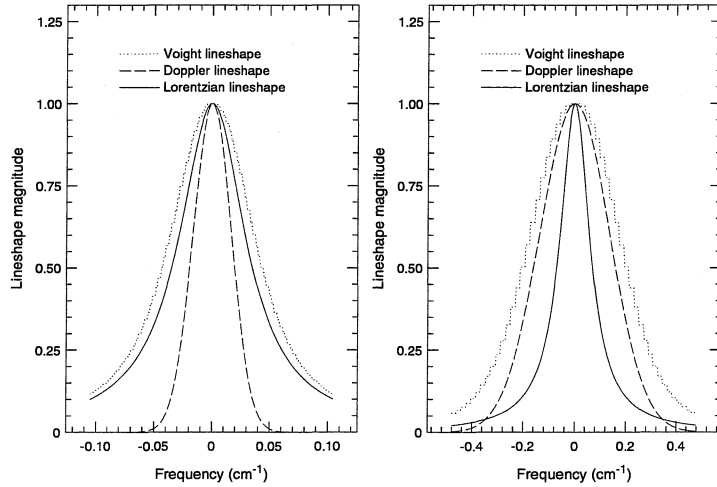 1.25
Voight lineshape
Doppler lineshape
Lorentzian lineshape
1.00
0.75
0.50
0.25
0
Lineshape magnitude
-0.10
-0.05
0
0.05
0.10
Frequency (cm-1)
1.25
Voight lineshape
Doppler lineshape
Lorentzian lineshape
1.00
0.75
0.50
0.25
0
Lineshape magnitude
-0.4
-0.2
0
0.2
0.4
Frequency (cm-1)